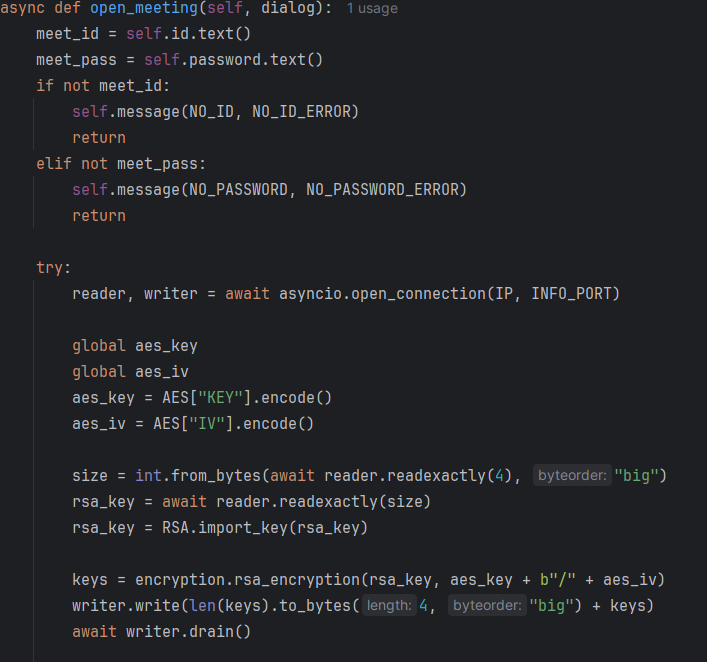 async def open_meeting(self, dialog): 1 usage
    meet_id = self.id.text()
    meet_pass = self.password.text()
    if not meet_id:
        self.message(NO_ID, NO_ID_ERROR)
        return
    elif not meet_pass:
        self.message(NO_PASSWORD, NO_PASSWORD_ERROR)
        return

    try:
        reader, writer = await asyncio.open_connection(IP, INFO_PORT)

        global aes_key
        global aes_iv
        aes_key = AES["KEY"].encode()
        aes_iv = AES["IV"].encode()

        size = int.from_bytes(await reader.readexactly(4), byteorder: "big")
        rsa_key = await reader.readexactly(size)
        rsa_key = RSA.import_key(rsa_key)

        keys = encryption.rsa_encryption(rsa_key, aes_key + b"/" + aes_iv)
        writer.write(len(keys).to_bytes( length: 4, byteorder: "big") + keys)
        await writer.drain()